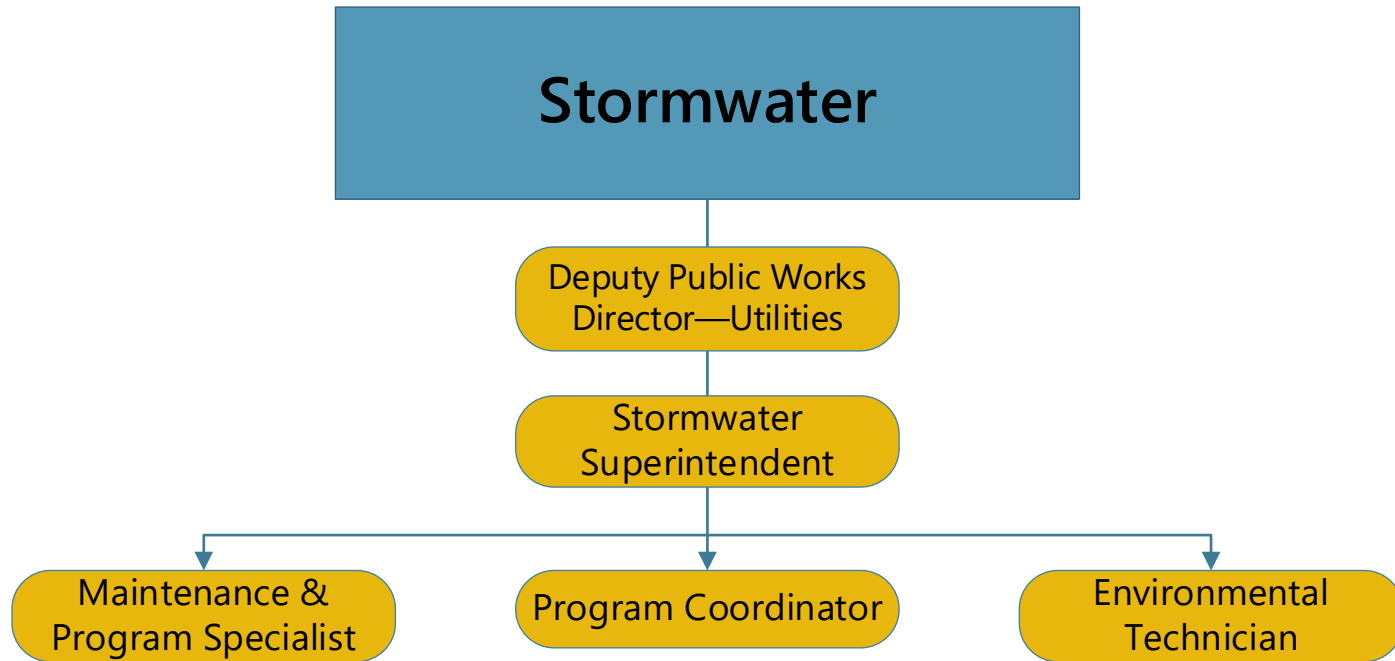 Stormwater
Deputy Public Works
Director—Utilities
Stormwater
Superintendent
Maintenance &
Program Specialist
Program Coordinator
Environmental
Technician